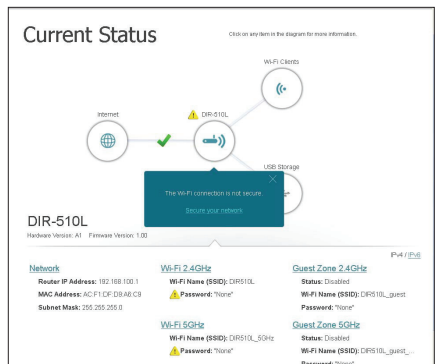 Current Status
Click on any item in the diagram for more information.
Wi-Fi Clients
Internet
DIR-510L
USB Storage
The Wi-Fi connection is not secure
Secure your network
DIR-510L
Hardware Version: A1 Firmware Version: 1.00
IPv4 / IPv6
Network
Router IP Address: 192.168.100.1
MAC Address: AC:F1:DF:D9:A6:C9
Subnet Mask: 255.255.255.0
Wi-Fi 2.4GHz
Wi-Fi Name (SSID): DIR510L
Password: "None"
Guest Zone 2.4GHz
Status: Disabled
Wi-Fi Name (SSID): DIR510L_guest
Password: "None"
Wi-Fi 5GHz
Wi-Fi Name (SSID): DIR510L_5GHz
Password: "None"
Guest Zone 5GHz
Status: Disabled
Wi-Fi Name (SSID): DIR510L_guest_...
Password: "None"